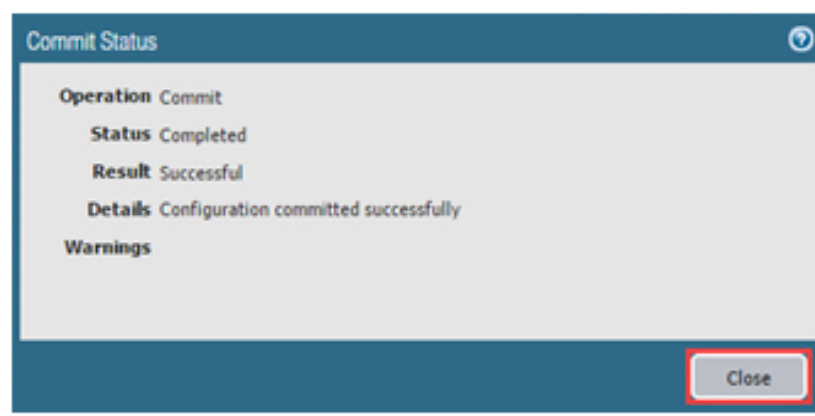 Commit Status
Operation Commit
Status Completed
Result Successful
Details Configuration committed successfully
Warnings
Close